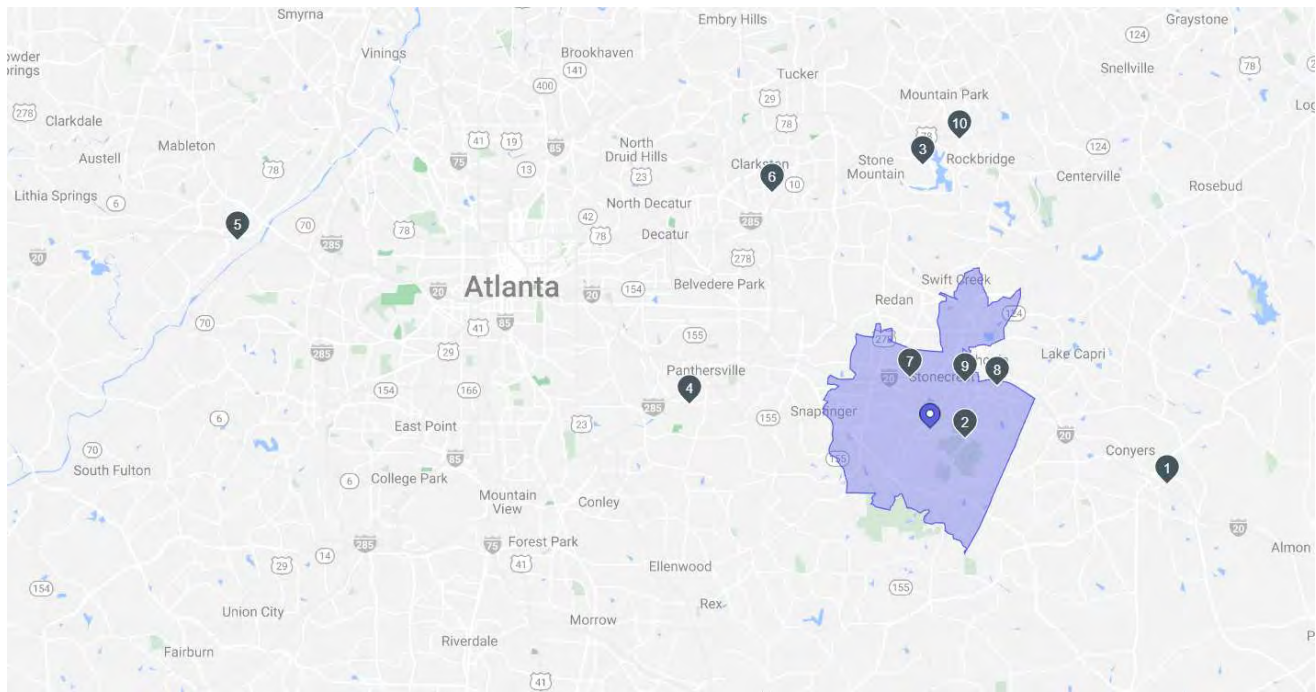 Smyrna
Embry Hills
Graystone
Vinings
Brookhaven
124
78
141
Snellville
278
Tucker
400
29
Mountain Park
Clarkdale
78
10
Mableton
41
19
85
North
Druid Hills
78
3
Austell
75
Clarkston
Stone
Mountain
Rockbridge
124
78
13
23
6
10
Centerville
Rosebud
Lithia Springs
6
North Decatur
5
70
42
285
78
78
Decatur
285
20
278
Swift Creek
Atlanta
Belvedere Park
20
20
154
Redan
70
85
41
155
124
285
278
29
7
9
8
Lake Capri
Panthersville
20
154
166
4
285
Snapfinger
2
6
East Point
23
155
20
70
85
155
Conyers
1
South Fulton
6
College Park
Mountain
View
Conley
20
285
75
Forest Park
Almon
14
29
41
Ellenwood
154
155
Union City
Rex
Morrow
Riverdale
Fairburn
41